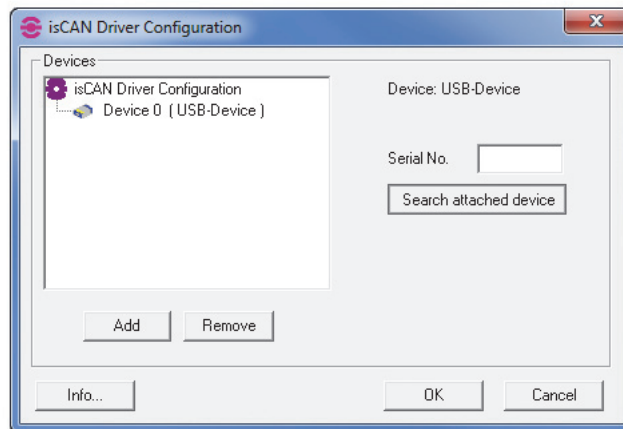 isCAN Driver Configuration
Devices
isCAN Driver Configuration
Device 0 ( USB-Device )
Device: USB-Device
Serial No.
Search attached device
Add
Remove
Info...
OK
Cancel